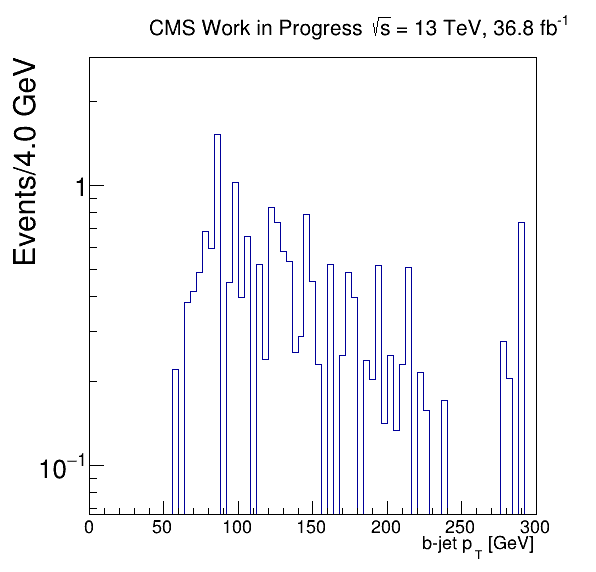 CMS Work in Progress √s = 13 TeV, 36.8 fb⁻¹
Events/4.0 GeV
1
10⁻¹
0 50 100 150 200 250 300
b-jet p_T [GeV]